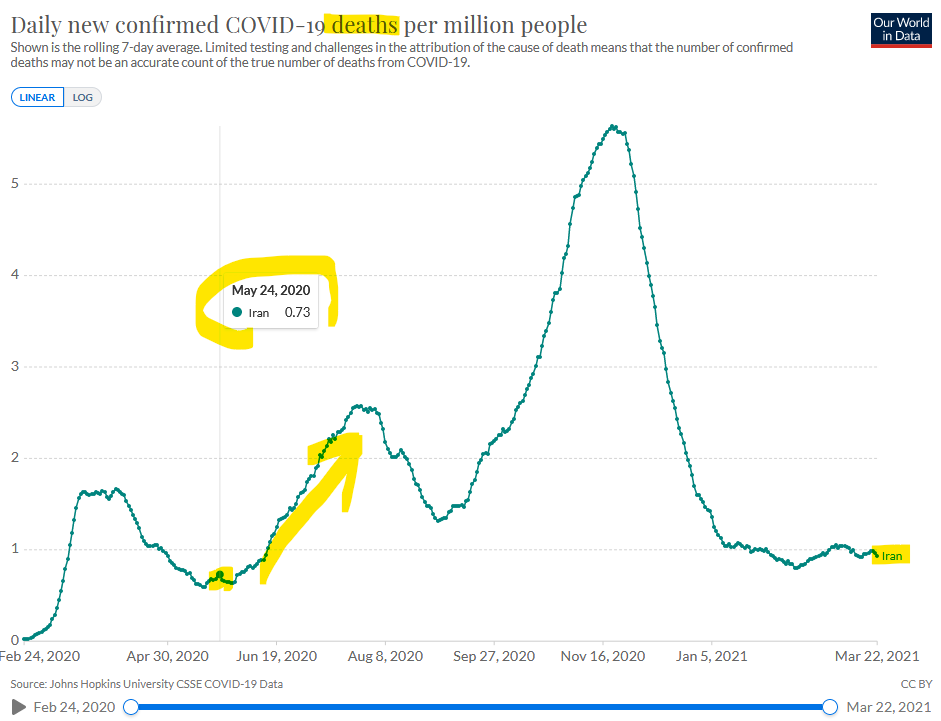 Daily new confirmed COVID-19 deaths per million people
Our World
in Data
Shown is the rolling 7-day average. Limited testing and challenges in the attribution of the cause of death means that the number of confirmed
deaths may not be an accurate count of the true number of deaths from COVID-19.
LINEAR LOG
5
4
May 24, 2020
Iran 0.73
3
2
1
Iran
0
Feb 24, 2020 Apr 30, 2020 Jun 19, 2020 Aug 8, 2020 Sep 27, 2020 Nov 16, 2020 Jan 5, 2021 Mar 22, 2021
Source: Johns Hopkins University CSSE COVID-19 Data CC BY
Feb 24, 2020 Mar 22, 2021